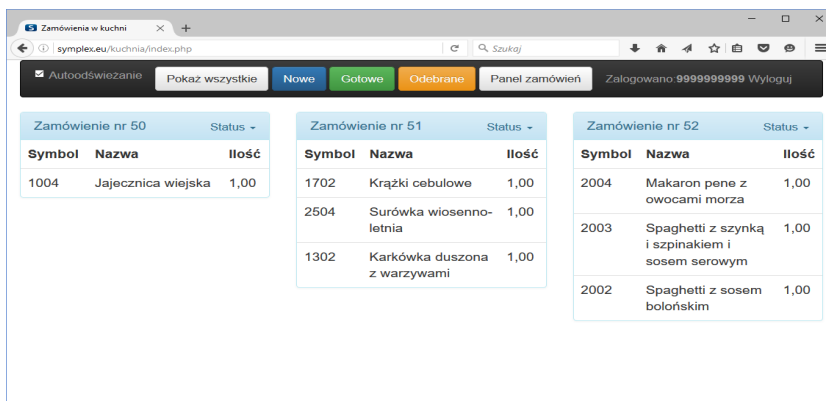 Zamówienia w kuchni
symplex.eu/kuchnia/index.php
Szukaj
Autoodświeżanie Pokaż wszystkie Nowe Gotowe Odebrane Panel zamówień Zalogowano:9999999999 Wyloguj
Zamówienie nr 50 Status
Symbol Nazwa Ilość
1004 Jajecznica wiejska 1,00
Zamówienie nr 51 Status
Symbol Nazwa Ilość
1702 Krążki cebulowe 1,00
2504 Surówka wiosenno- 1,00
letnia
1302 Karkówka duszona 1,00
z warzywami
Zamówienie nr 52 Status
Symbol Nazwa Ilość
2004 Makaron pene z 1,00
owocami morza
2003 Spaghetti z szynką 1,00
i szpinakiem i
sosem serowym
2002 Spaghetti z sosem 1,00
bolońskim